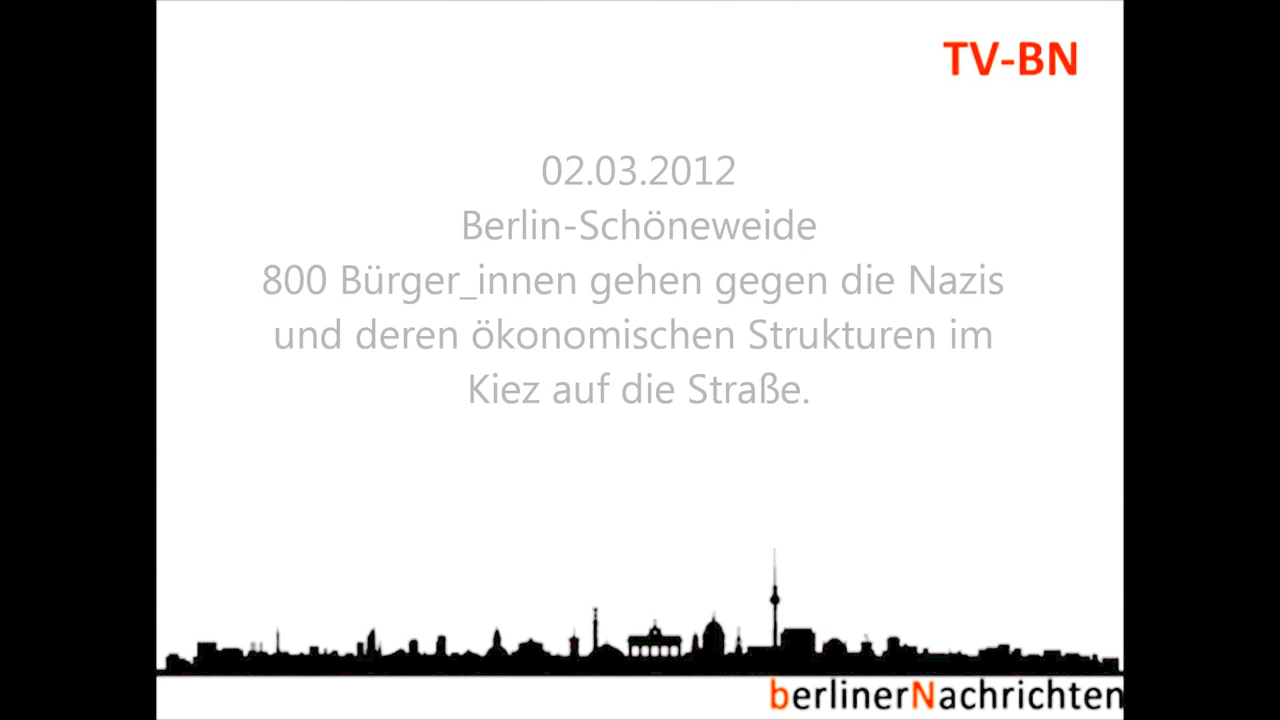 TV-BN
02.03.2012
Berlin-Schöneweide
800 Bürger_innen gehen gegen die Nazis
und deren ökonomischen Strukturen im
Kiez auf die Straße.
berlinerNachrichten